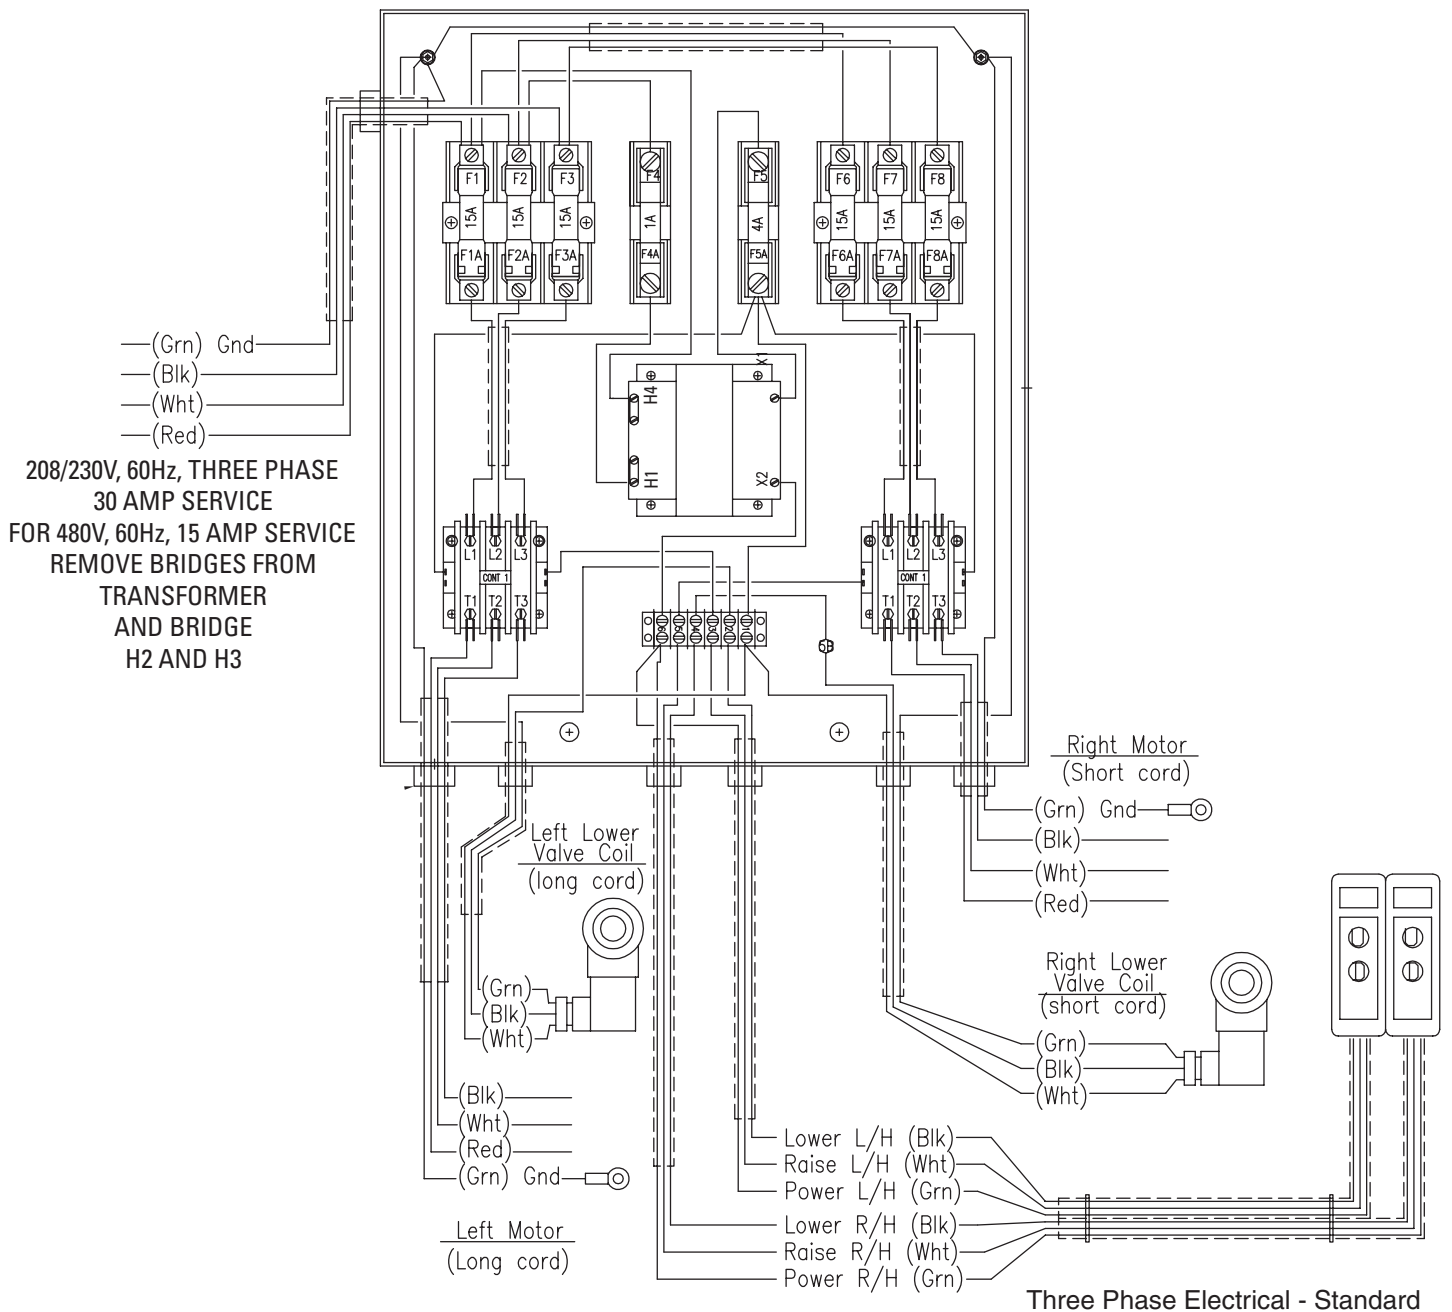 F1
F2
F3
F4
F5
F6
F7
F8
15A
15A
15A
1A
4A
15A
15A
15A
F1A
F2A
F3A
F4A
F5A
F6A
F7A
F8A
(Grn) Gnd
(Blk)
(Wht)
(Red)
208/230V, 60Hz, THREE PHASE
30 AMP SERVICE
FOR 480V, 60Hz, 15 AMP SERVICE
REMOVE BRIDGES FROM
TRANSFORMER
AND BRIDGE
H2 AND H3
H4
X1
H1
X2
L1
L2
L3
CONT 1
T1
T2
T3
L1
L2
L3
CONT 1
T1
T2
T3
6
5
4
3
2
1
Right Motor
(Short cord)
(Grn) Gnd
(Blk)
(Wht)
(Red)
Left Lower
Valve Coil
(long cord)
(Grn)
(Blk)
(Wht)
Right Lower
Valve Coil
(short cord)
(Grn)
(Blk)
(Wht)
(Blk)
(Wht)
(Red)
(Grn) Gnd
Left Motor
(Long cord)
Lower L/H (Blk)
Raise L/H (Wht)
Power L/H (Grn)
Lower R/H (Blk)
Raise R/H (Wht)
Power R/H (Grn)
Three Phase Electrical - Standard